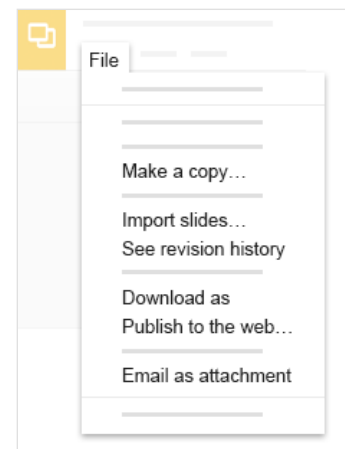 File
Make a copy…
Import slides…
See revision history
Download as
Publish to the web…
Email as attachment